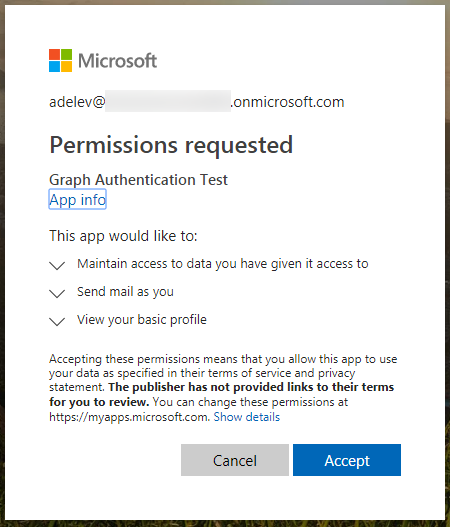 Microsoft
adelev@ .onmicrosoft.com
Permissions requested
Graph Authentication Test
App info
This app would like to:
Maintain access to data you have given it access to
Send mail as you
View your basic profile
Accepting these permissions means that you allow this app to use
your data as specified in their terms of service and privacy
statement. The publisher has not provided links to their terms
for you to review. You can change these permissions at
https://myapps.microsoft.com. Show details
Cancel Accept